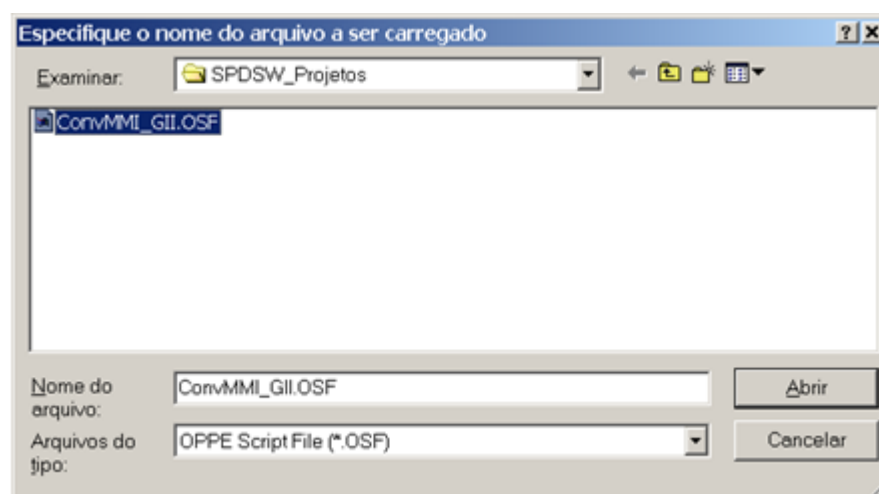 Especifique o nome do arquivo a ser carregado
Examinar: SPDSW_Projetos
ConvMMI_GII.OSF
Nome do arquivo: ConvMMI_GII.OSF
Abrir
Arquivos do tipo: OPPE Script File (*.OSF)
Cancelar